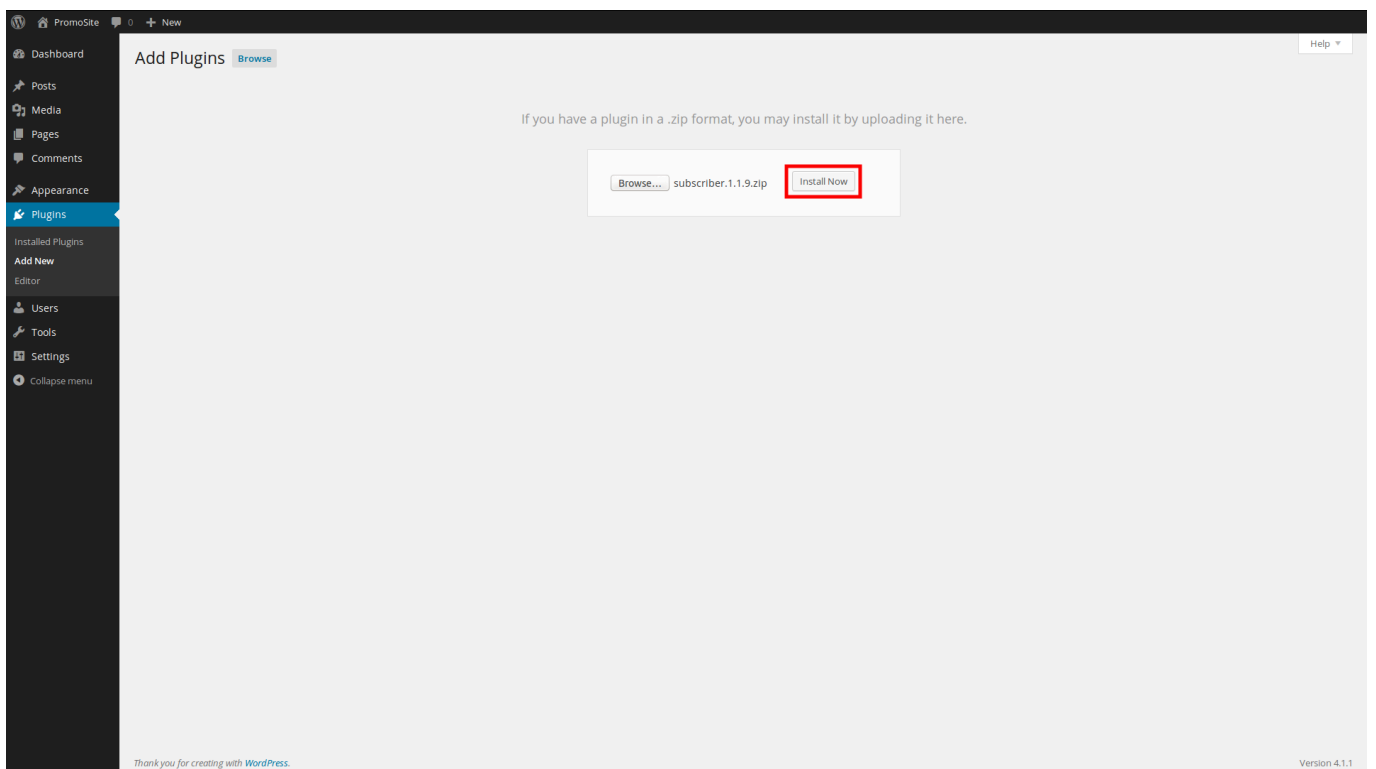 PromoSite 0 New
Dashboard
Posts
Media
Pages
Comments
Appearance
Plugins
Installed Plugins
Add New
Editor
Users
Tools
Settings
Collapse menu
Help
Add Plugins Browse
If you have a plugin in a .zip format, you may install it by uploading it here.
Browse... subscriber.1.1.9.zip Install Now
Thank you for creating with WordPress. Version 4.1.1